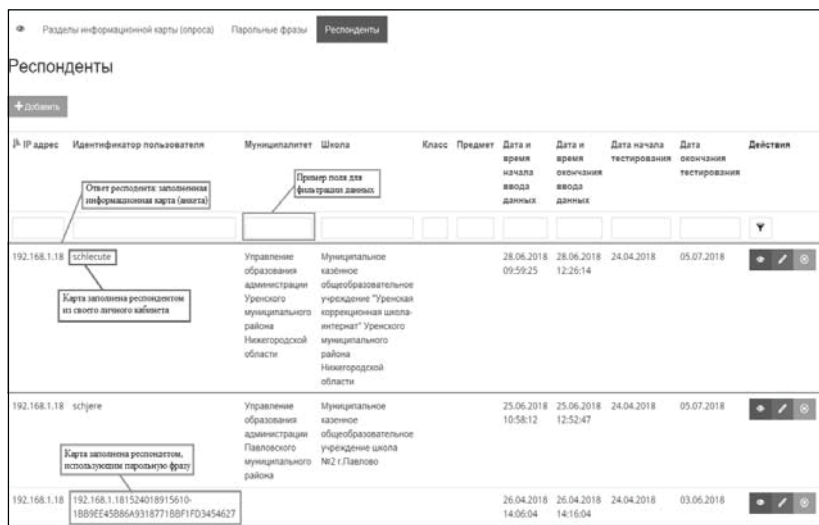 Разделы информационной карты (опроса) Парольные фразы Респонденты
Респонденты
+ Добавить
IP адрес Идентификатор пользователя Муниципалитет Школа Класс Предмет Дата и время начала ввода данных Дата и время окончания ввода данных Дата начала тестирования Дата окончания тестирования Действия
Ответ респодента: заполненная
информационная карта (анкета)
Пример поля для
фильтрации данных
192.168.1.18 schlecute
Управление
образования
администрации
Уренского
муниципального
района
Нижегородской
области
Муниципальное
казённое
общеобразовательное
учреждение "Уренская
коррекционная школа-
интернат" Уренского
муниципального
района
Нижегородской
области
28.06.2018
09:59:25
28.06.2018
12:26:14
24.04.2018
05.07.2018
Карта заполнена респондентом
из своего личного кабинета
192.168.1.18 schjere
Управление
образования
администрации
Павловского
муниципального
района
Муниципальное
казенное
общеобразовательное
учреждение школа
№2 г.Павлово
25.06.2018
10:58:12
25.06.2018
12:52:47
24.04.2018
05.07.2018
Карта заполнена респондетом,
использующим парольную фразу
192.168.1.18
192.168.1.181524018915610-
1BB9EE45B86A9318771BBF1FD3454627
26.04.2018
14:06:04
26.04.2018
14:16:04
24.04.2018
03.06.2018